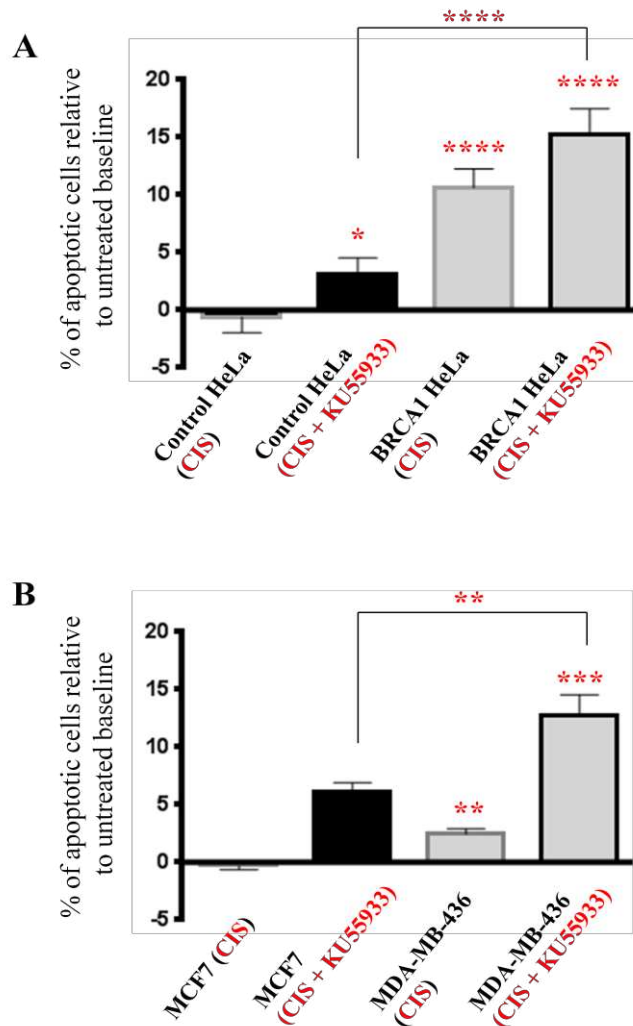 A
% of apoptotic cells relative
to untreated baseline
****
****
****
*
20
15
10
5
0
-5
Control HeLa
(CIS)
Control HeLa
(CIS + KU55933)
BRCA1 HeLa
(CIS)
BRCA1 HeLa
(CIS + KU55933)
B
% of apoptotic cells relative
to untreated baseline
**
***
**
20
15
10
5
0
-5
MCF7 (CIS)
MCF7
(CIS + KU55933)
MDA-MB-436
(CIS)
MDA-MB-436
(CIS + KU55933)